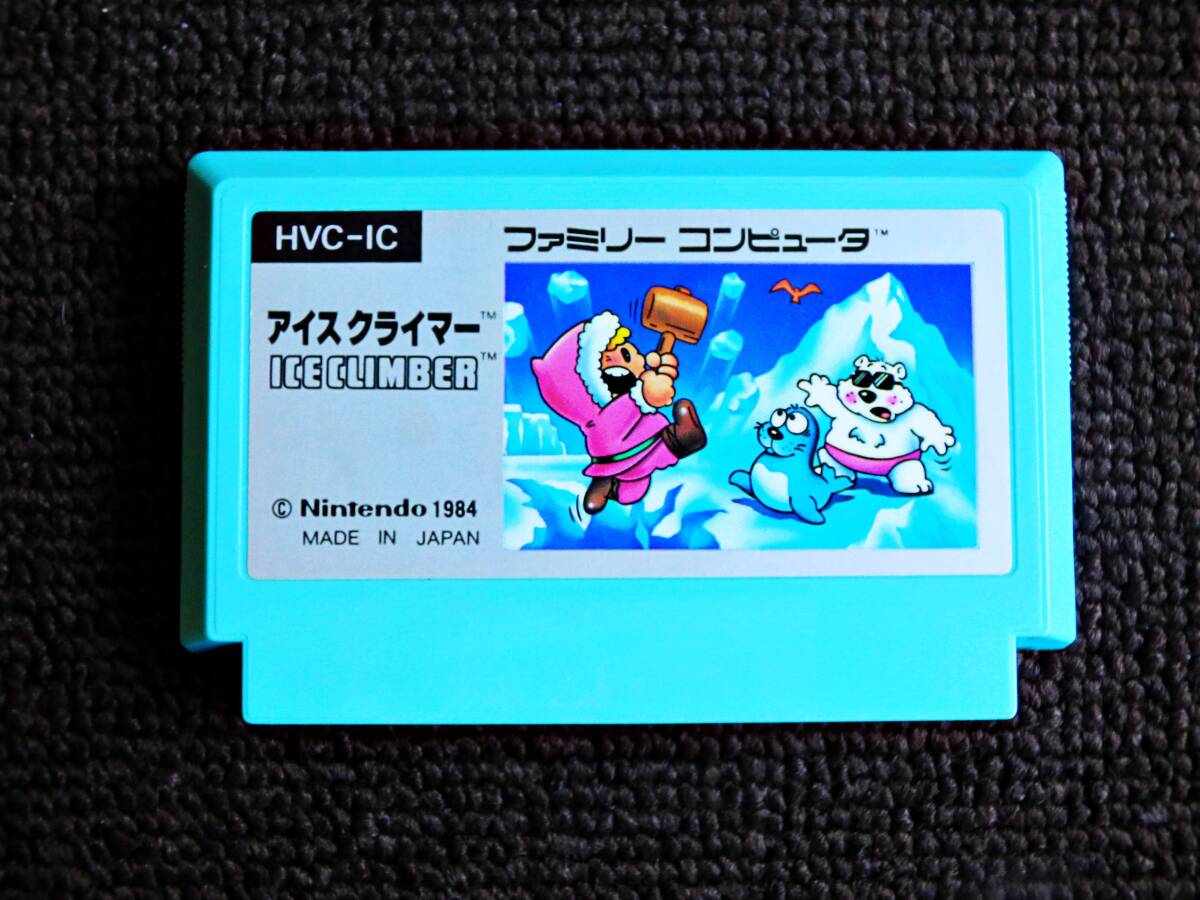 HVC-IC
ファミリー コンピュータ™
アイスクライマー™
ICE CLIMBER™
© Nintendo 1984
MADE IN JAPAN